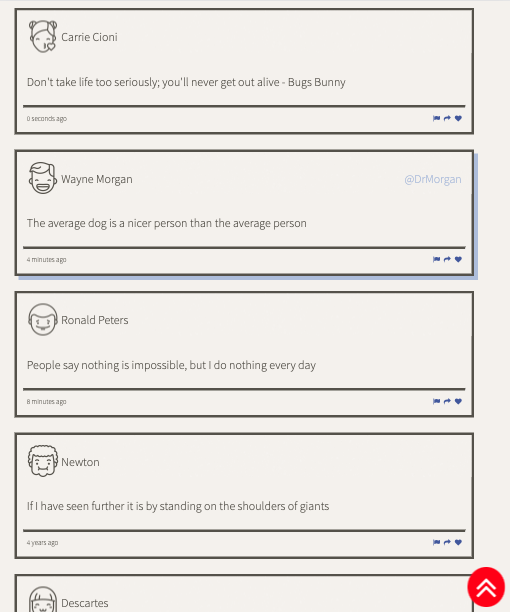 Carrie Cioni
Don't take life too seriously; you'll never get out alive - Bugs Bunny
0 seconds ago
Wayne Morgan
@DrMorgan
The average dog is a nicer person than the average person
4 minutes ago
Ronald Peters
People say nothing is impossible, but I do nothing every day
8 minutes ago
Newton
If I have seen further it is by standing on the shoulders of giants
4 years ago
Descartes